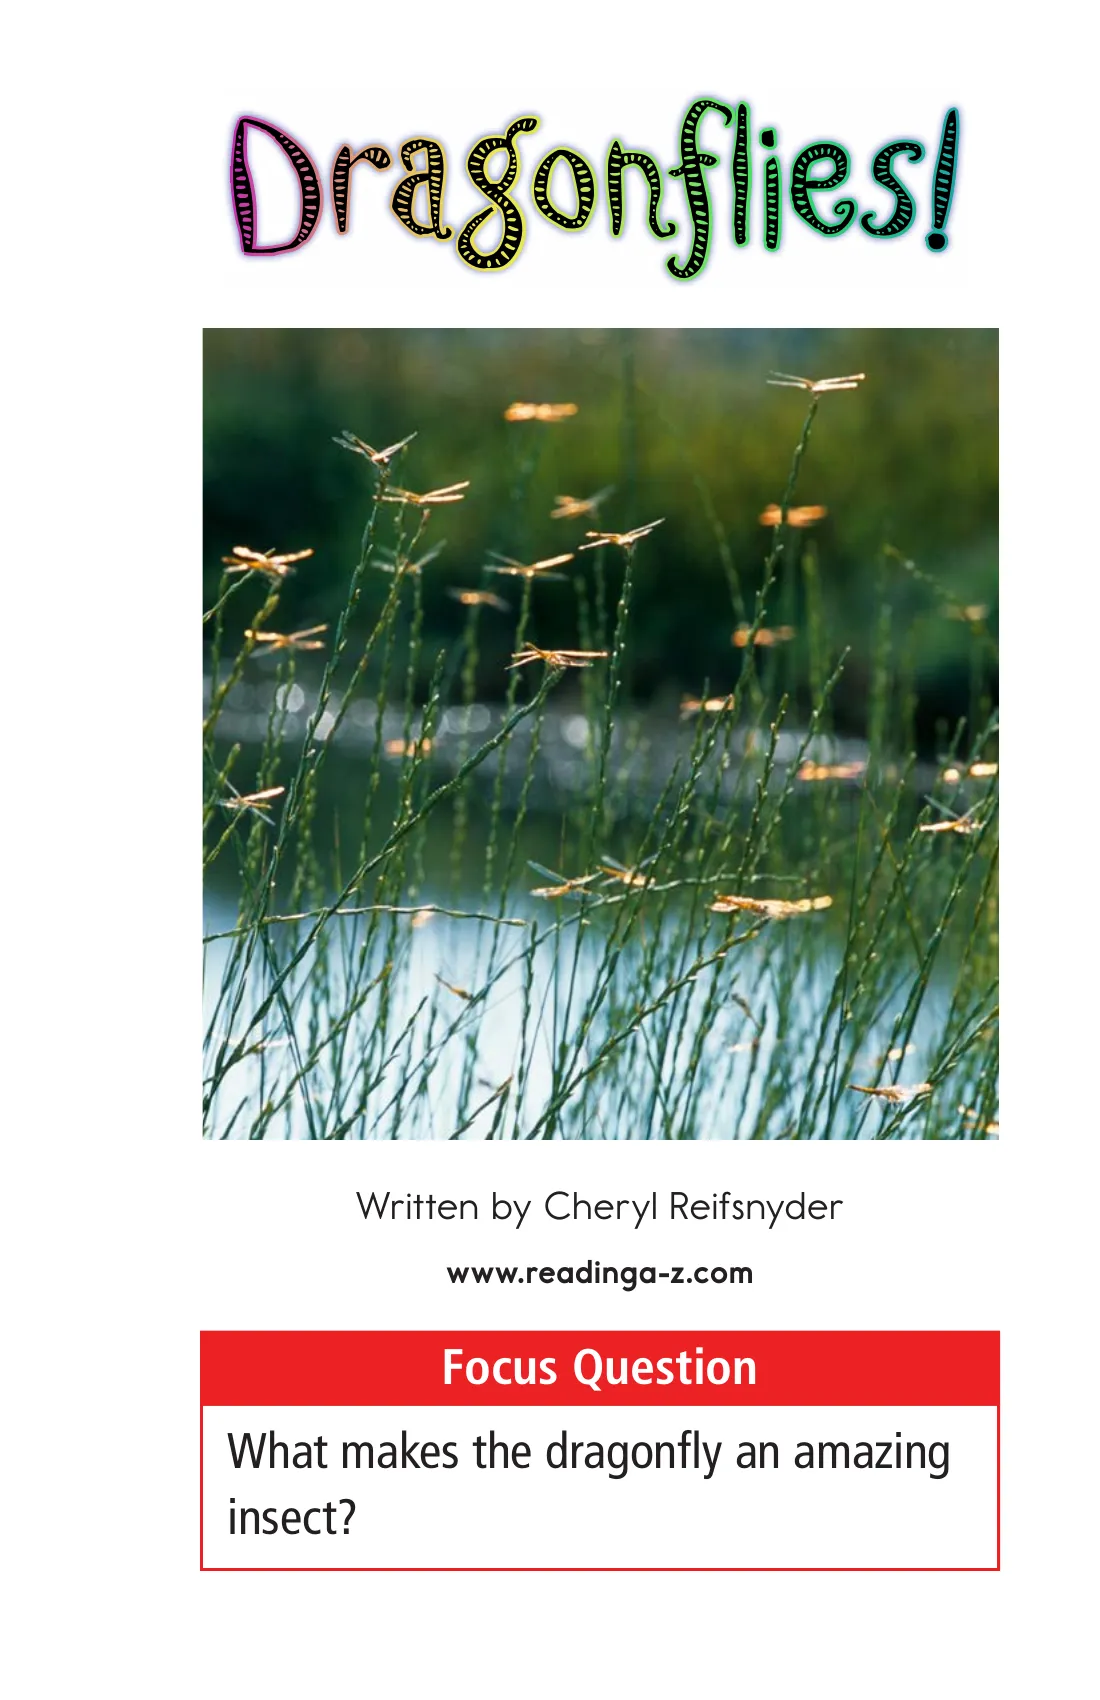 Dragonflies!
Written by Cheryl Reifsnyder
www.readinga-z.com
Focus Question
What makes the dragonfly an amazing
insect?